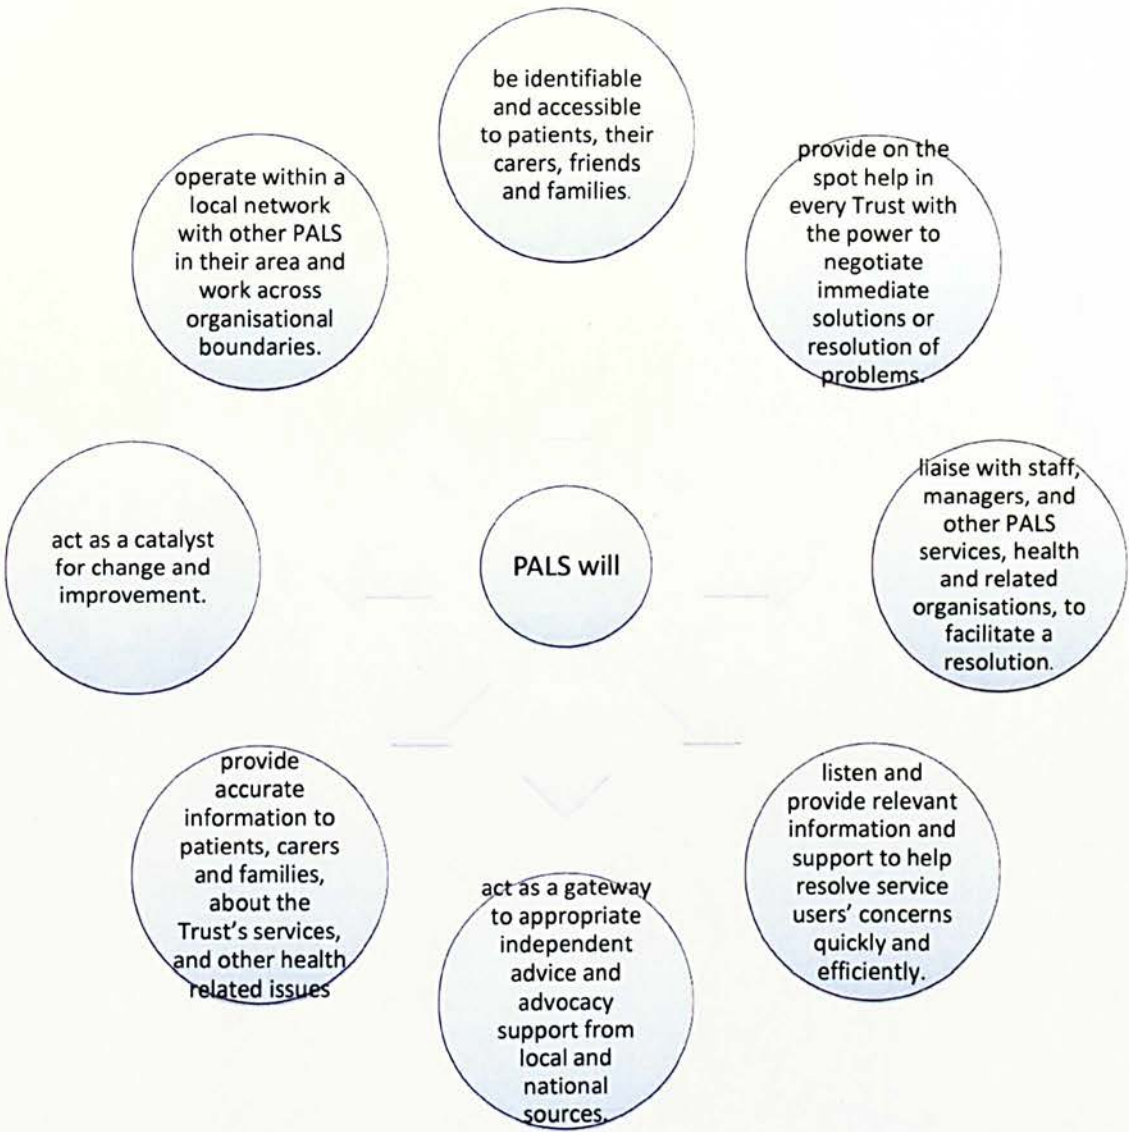 be identifiable
and accessible
to patients, their
carers, friends
and families.
provide on the
spot help in
every Trust with
the power to
negotiate
immediate
solutions or
resolution of
problems.
liaise with staff,
managers, and
other PALS
services, health
and related
organisations, to
facilitate a
resolution.
listen and
provide relevant
information and
support to help
resolve service
users' concerns
quickly and
efficiently.
act as a gateway
to appropriate
independent
advice and
advocacy
support from
local and
national
sources.
provide
accurate
information to
patients, carers
and families,
about the
Trust's services,
and other health
related issues
act as a catalyst
for change and
improvement.
operate within a
local network
with other PALS
in their area and
work across
organisational
boundaries.
PALS will